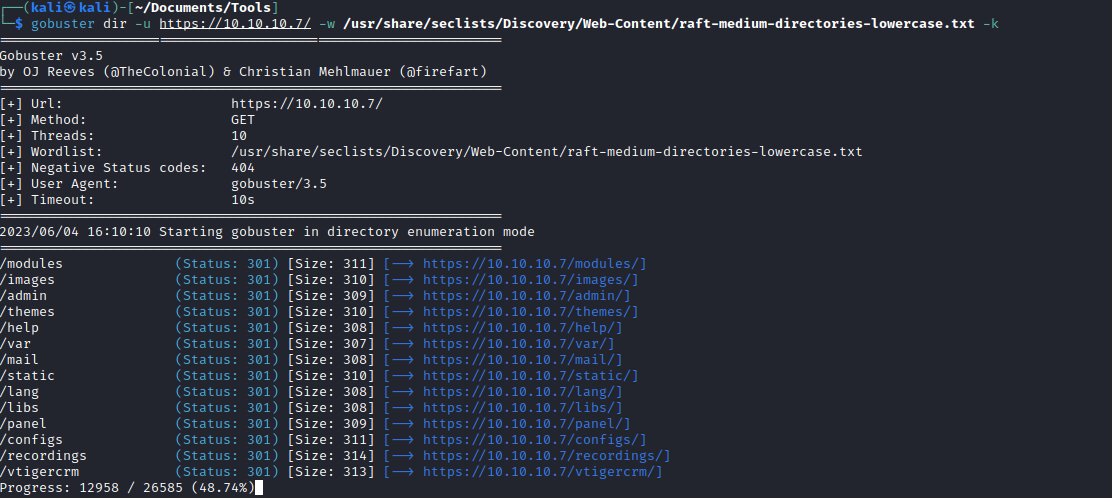 ┌──(kali㉿kali)-[~/Documents/Tools]
└─$ gobuster dir -u https://10.10.10.7/ -w /usr/share/seclists/Discovery/Web-Content/raft-medium-directories-lowercase.txt -k
===============================================================
Gobuster v3.5
by OJ Reeves (@TheColonial) & Christian Mehlmauer (@firefart)
===============================================================
[+] Url:                     https://10.10.10.7/
[+] Method:                  GET
[+] Threads:                 10
[+] Wordlist:                /usr/share/seclists/Discovery/Web-Content/raft-medium-directories-lowercase.txt
[+] Negative Status codes:   404
[+] User Agent:              gobuster/3.5
[+] Timeout:                 10s
===============================================================
2023/06/04 16:10:10 Starting gobuster in directory enumeration mode
===============================================================
/modules              (Status: 301) [Size: 311] [--> https://10.10.10.7/modules/]
/images               (Status: 301) [Size: 310] [--> https://10.10.10.7/images/]
/admin                (Status: 301) [Size: 309] [--> https://10.10.10.7/admin/]
/themes               (Status: 301) [Size: 310] [--> https://10.10.10.7/themes/]
/help                 (Status: 301) [Size: 308] [--> https://10.10.10.7/help/]
/var                  (Status: 301) [Size: 307] [--> https://10.10.10.7/var/]
/mail                 (Status: 301) [Size: 308] [--> https://10.10.10.7/mail/]
/static               (Status: 301) [Size: 310] [--> https://10.10.10.7/static/]
/lang                 (Status: 301) [Size: 308] [--> https://10.10.10.7/lang/]
/libs                 (Status: 301) [Size: 308] [--> https://10.10.10.7/libs/]
/panel                (Status: 301) [Size: 309] [--> https://10.10.10.7/panel/]
/configs              (Status: 301) [Size: 311] [--> https://10.10.10.7/configs/]
/recordings           (Status: 301) [Size: 314] [--> https://10.10.10.7/recordings/]
/vtigercrm            (Status: 301) [Size: 313] [--> https://10.10.10.7/vtigercrm/]
Progress: 12958 / 26585 (48.74%)